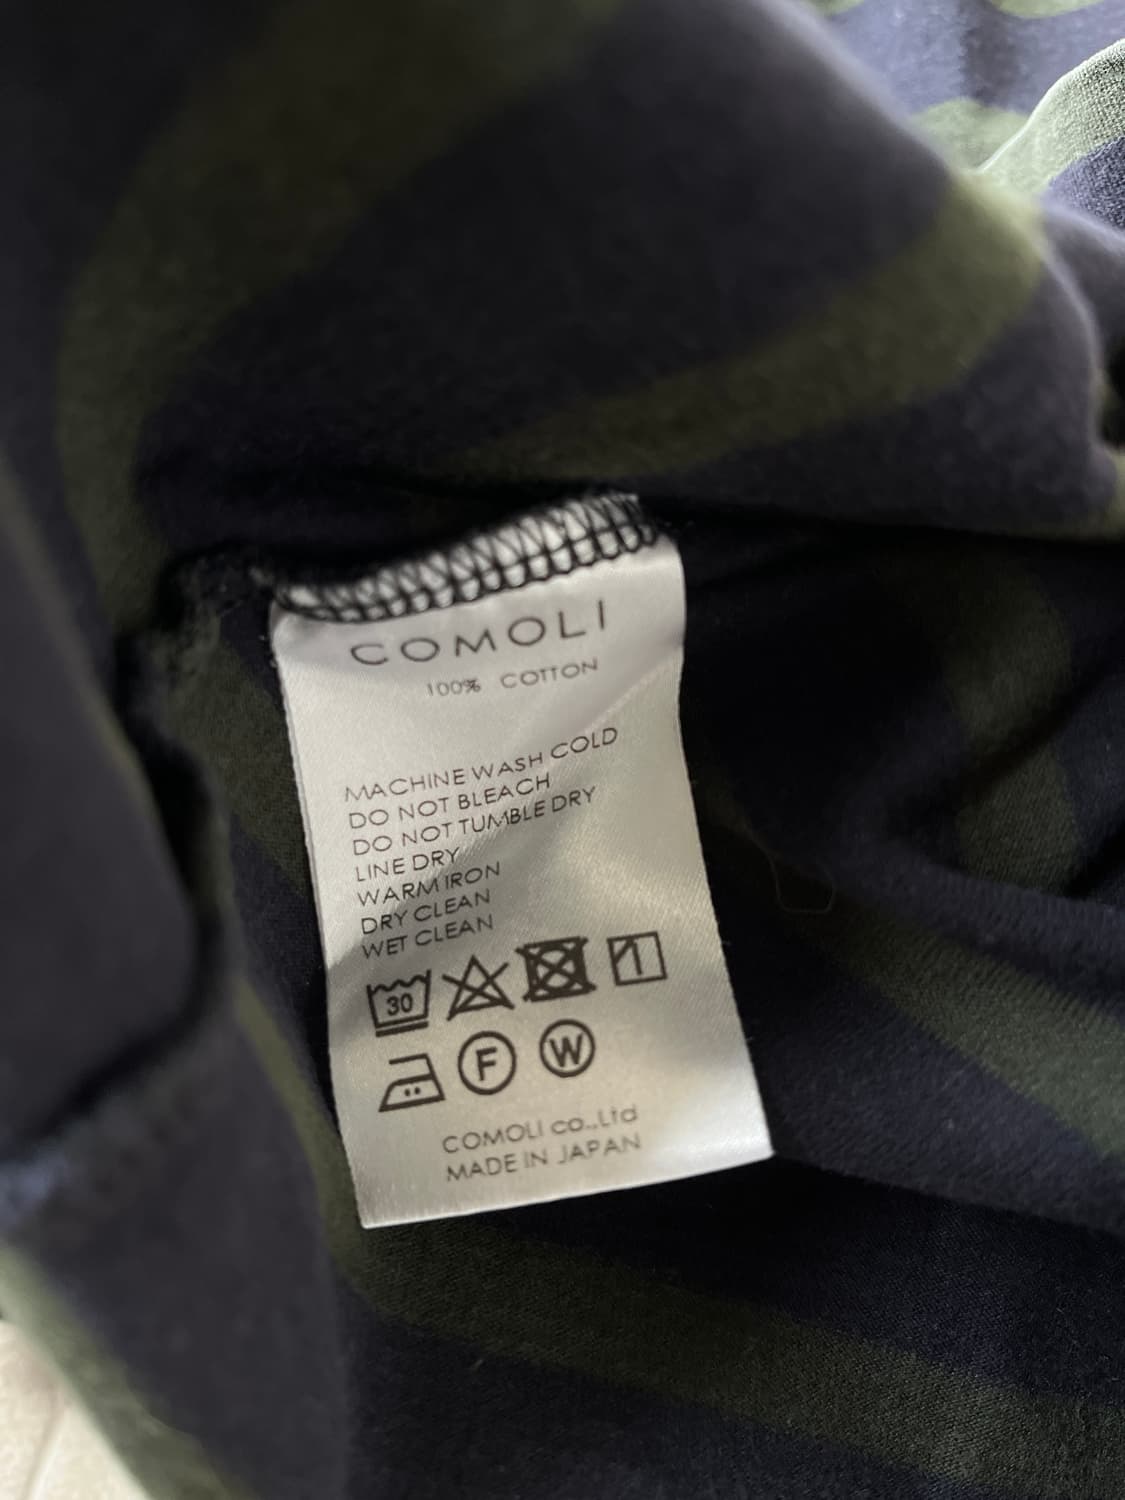 COMOLI
100% COTTON
MACHINE WASH COLD
DO NOT BLEACH
DO NOT TUMBLE DRY
LINE DRY
WARM IRON
DRY CLEAN
WET CLEAN
30
F W
COMOLI co.,Ltd
MADE IN JAPAN